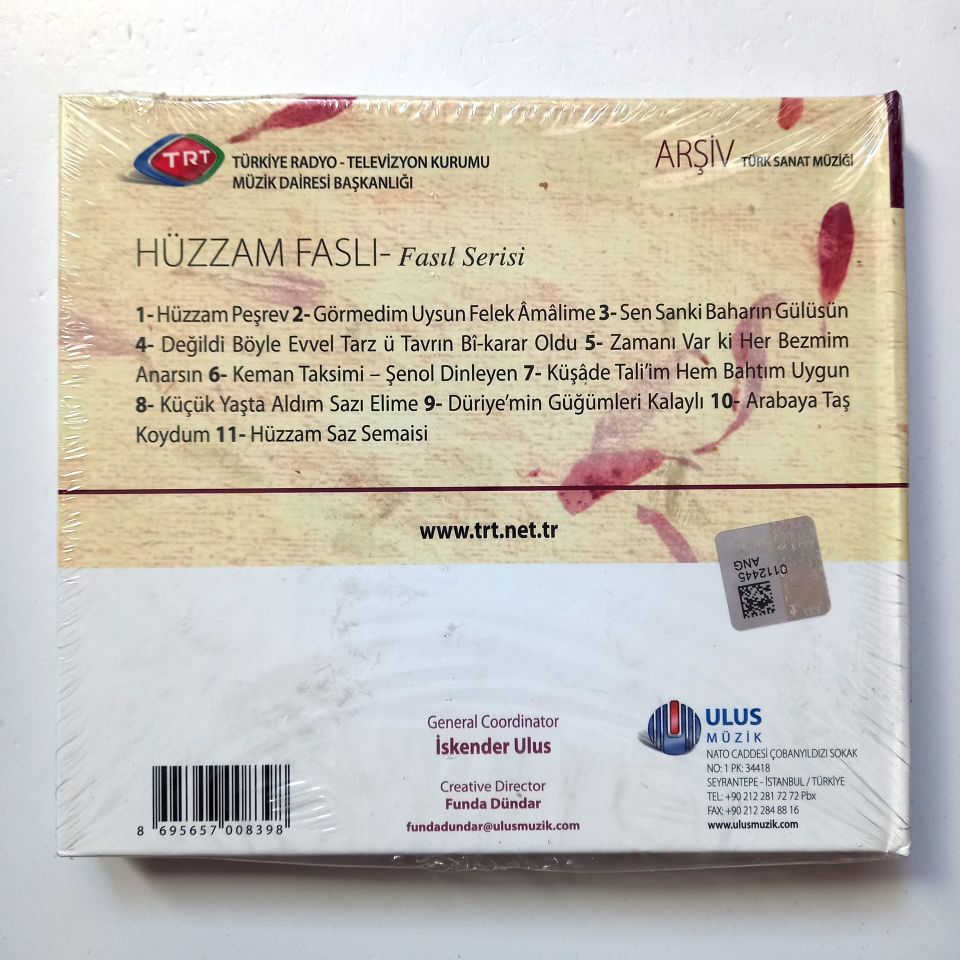 TRT
TÜRKİYE RADYO - TELEVİZYON KURUMU
MÜZİK DAİRESİ BAŞKANLIĞI
ARŞİV TÜRK SANAT MÜZİĞİ
HÜZZAM FASLI- Fasıl Serisi
1- Hüzzam Peşrev 2- Görmedim Uysun Felek Âmâlime 3- Sen Sanki Baharın Gülüsün
4- Değildi Böyle Evvel Tarz ü Tavrın Bî-karar Oldu 5- Zamanı Var ki Her Bezmim
Anarsın 6- Keman Taksimi – Şenol Dinleyen 7- Küşâde Tali'im Hem Bahtım Uygun
8- Küçük Yaşta Aldım Sazı Elime 9- Düriye'min Güğümleri Kalaylı 10- Arabaya Taş
Koydum 11- Hüzzam Saz Semaisi
www.trt.net.tr
0112445
ANG
General Coordinator
İskender Ulus
Creative Director
Funda Dündar
fundadundar@ulusmuzik.com
ULUS
MÜZİK
NATO CADDESİ ÇOBANYILDIZI SOKAK
NO: 1 PK: 34418
SEYRANTEPE - İSTANBUL / TÜRKİYE
TEL: +90 212 281 72 72 Pbx
FAX: +90 212 284 88 16
www.ulusmuzik.com
8 695657 008398